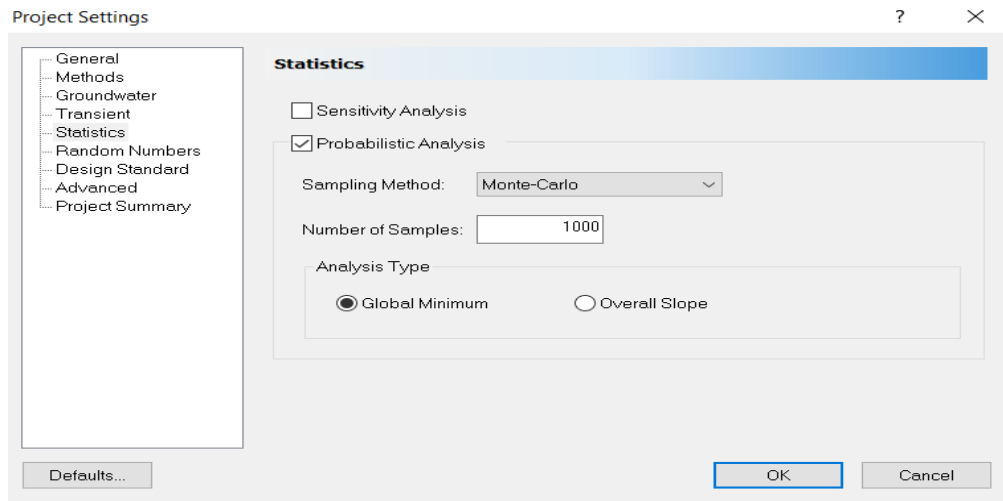 Project Settings
?
General
Methods
Groundwater
Transient
Statistics
Random Numbers
Design Standard
Advanced
Project Summary
Statistics
Sensitivity Analysis
Probabilistic Analysis
Sampling Method: Monte-Carlo
Number of Samples: 1000
Analysis Type
Global Minimum Overall Slope
Defaults... OK Cancel